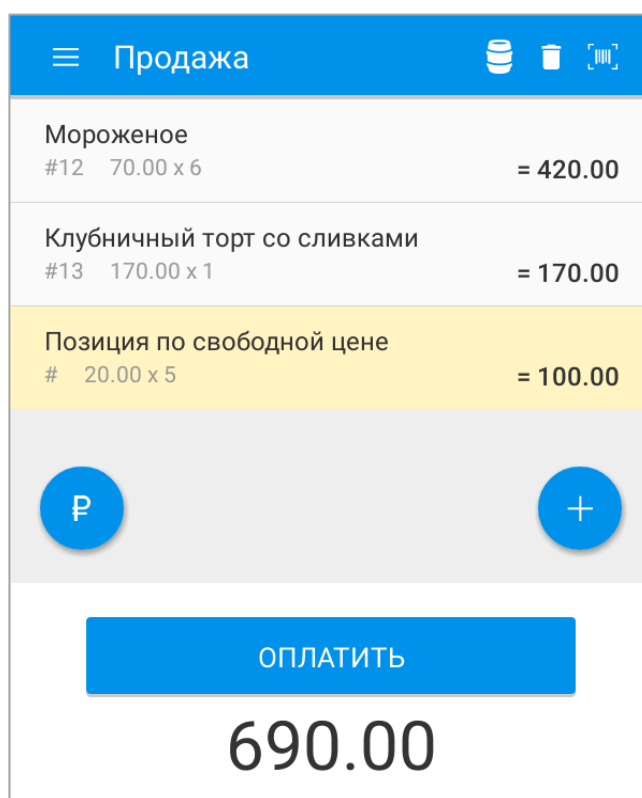 Продажа
Мороженое
#12 70.00 x 6 = 420.00
Клубничный торт со сливками
#13 170.00 x 1 = 170.00
Позиция по свободной цене
# 20.00 x 5 = 100.00
₽ +
ОПЛАТИТЬ
690.00